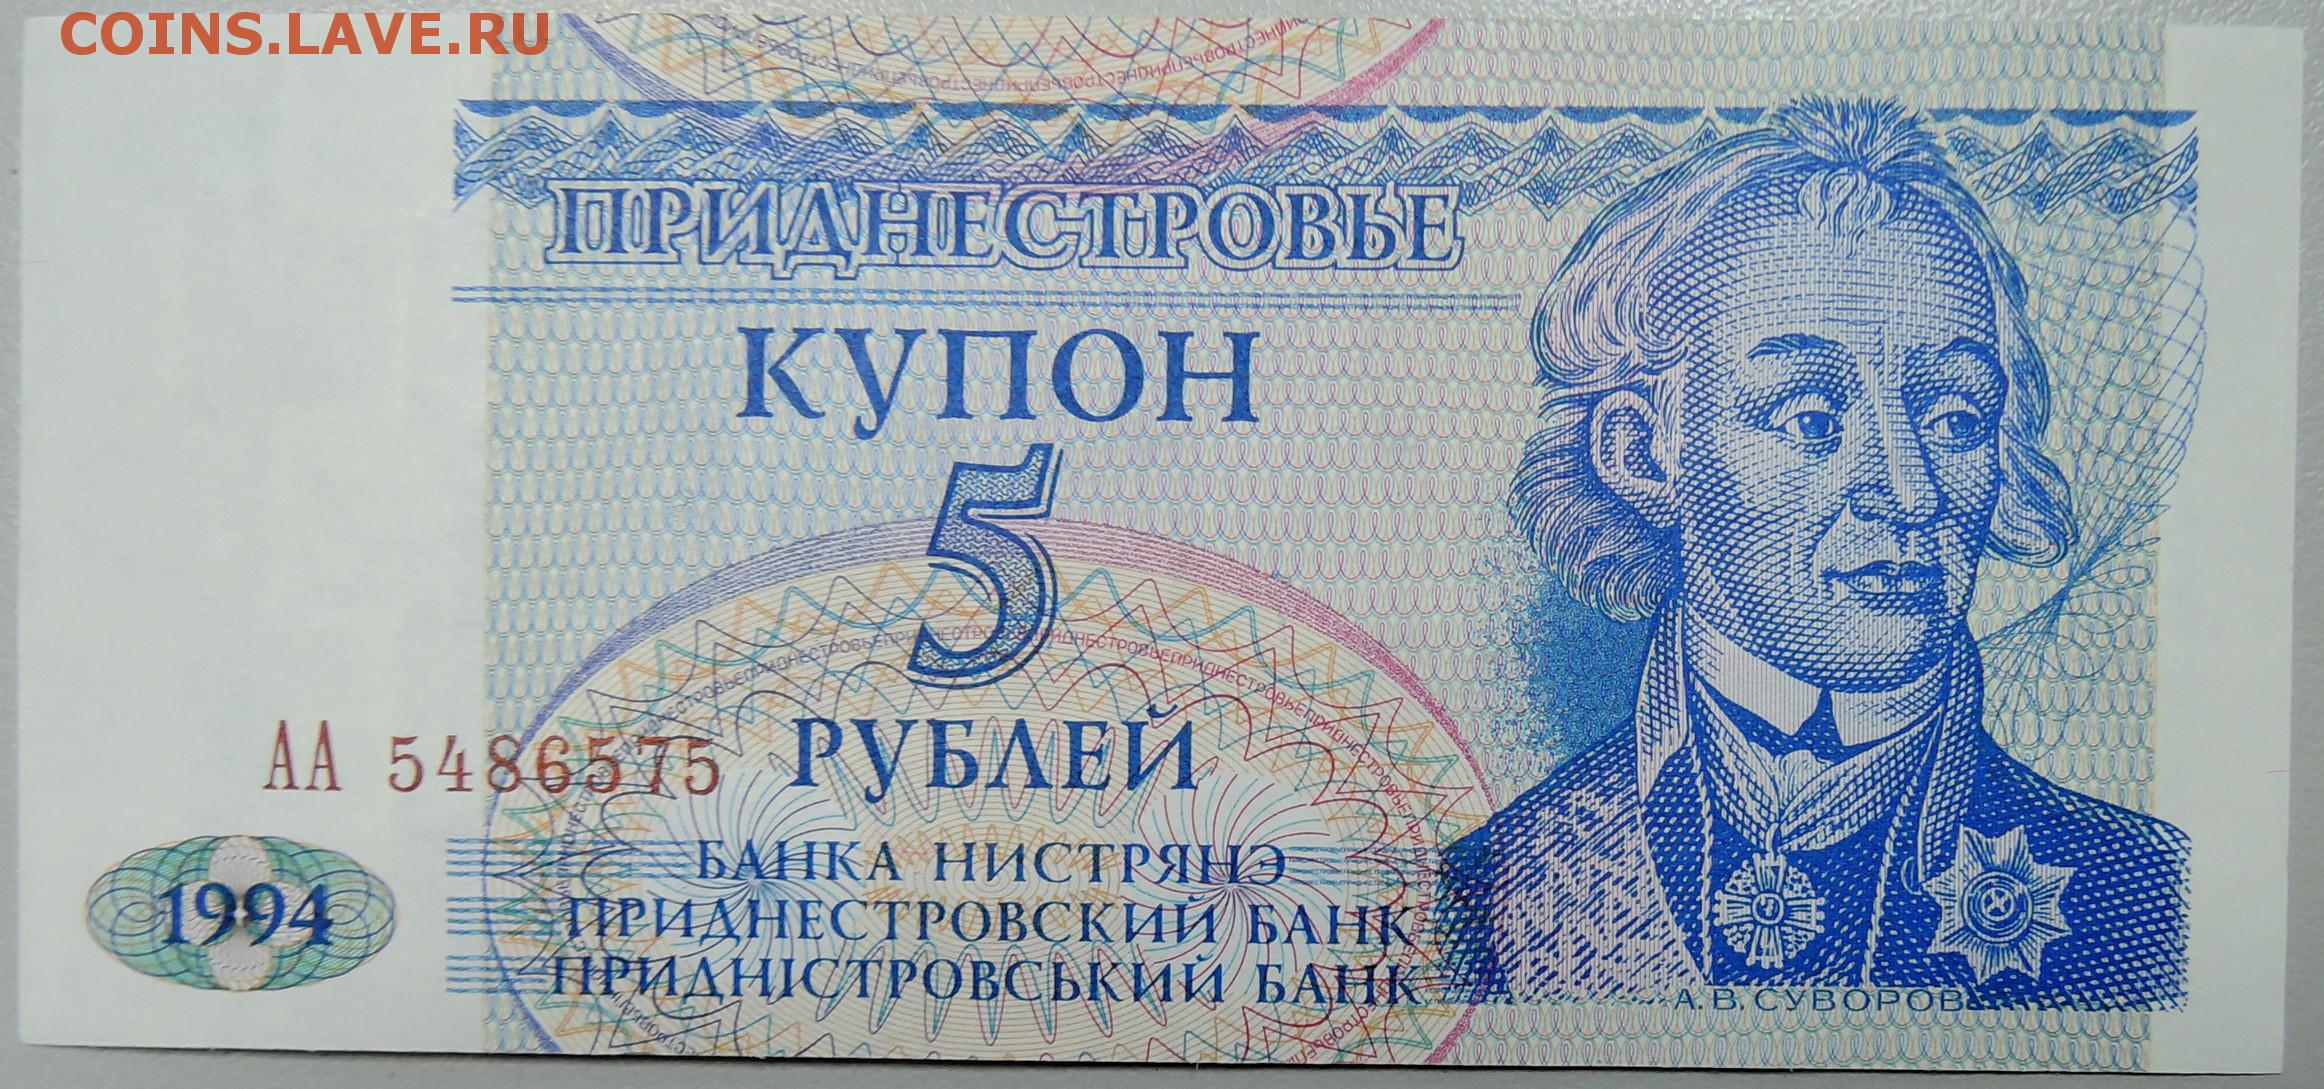 COINS.LAVE.RU
ПРИДНЕСТРОВЬЕ
КУПОН
5
РУБЛЕЙ
АА 5486575
1994
БАНКА НИСТРЯНЭ
ПРИДНЕСТРОВСКИЙ БАНК
ПРИДНІСТРОВСЬКИЙ БАНК
А. В. СУВОРОВ